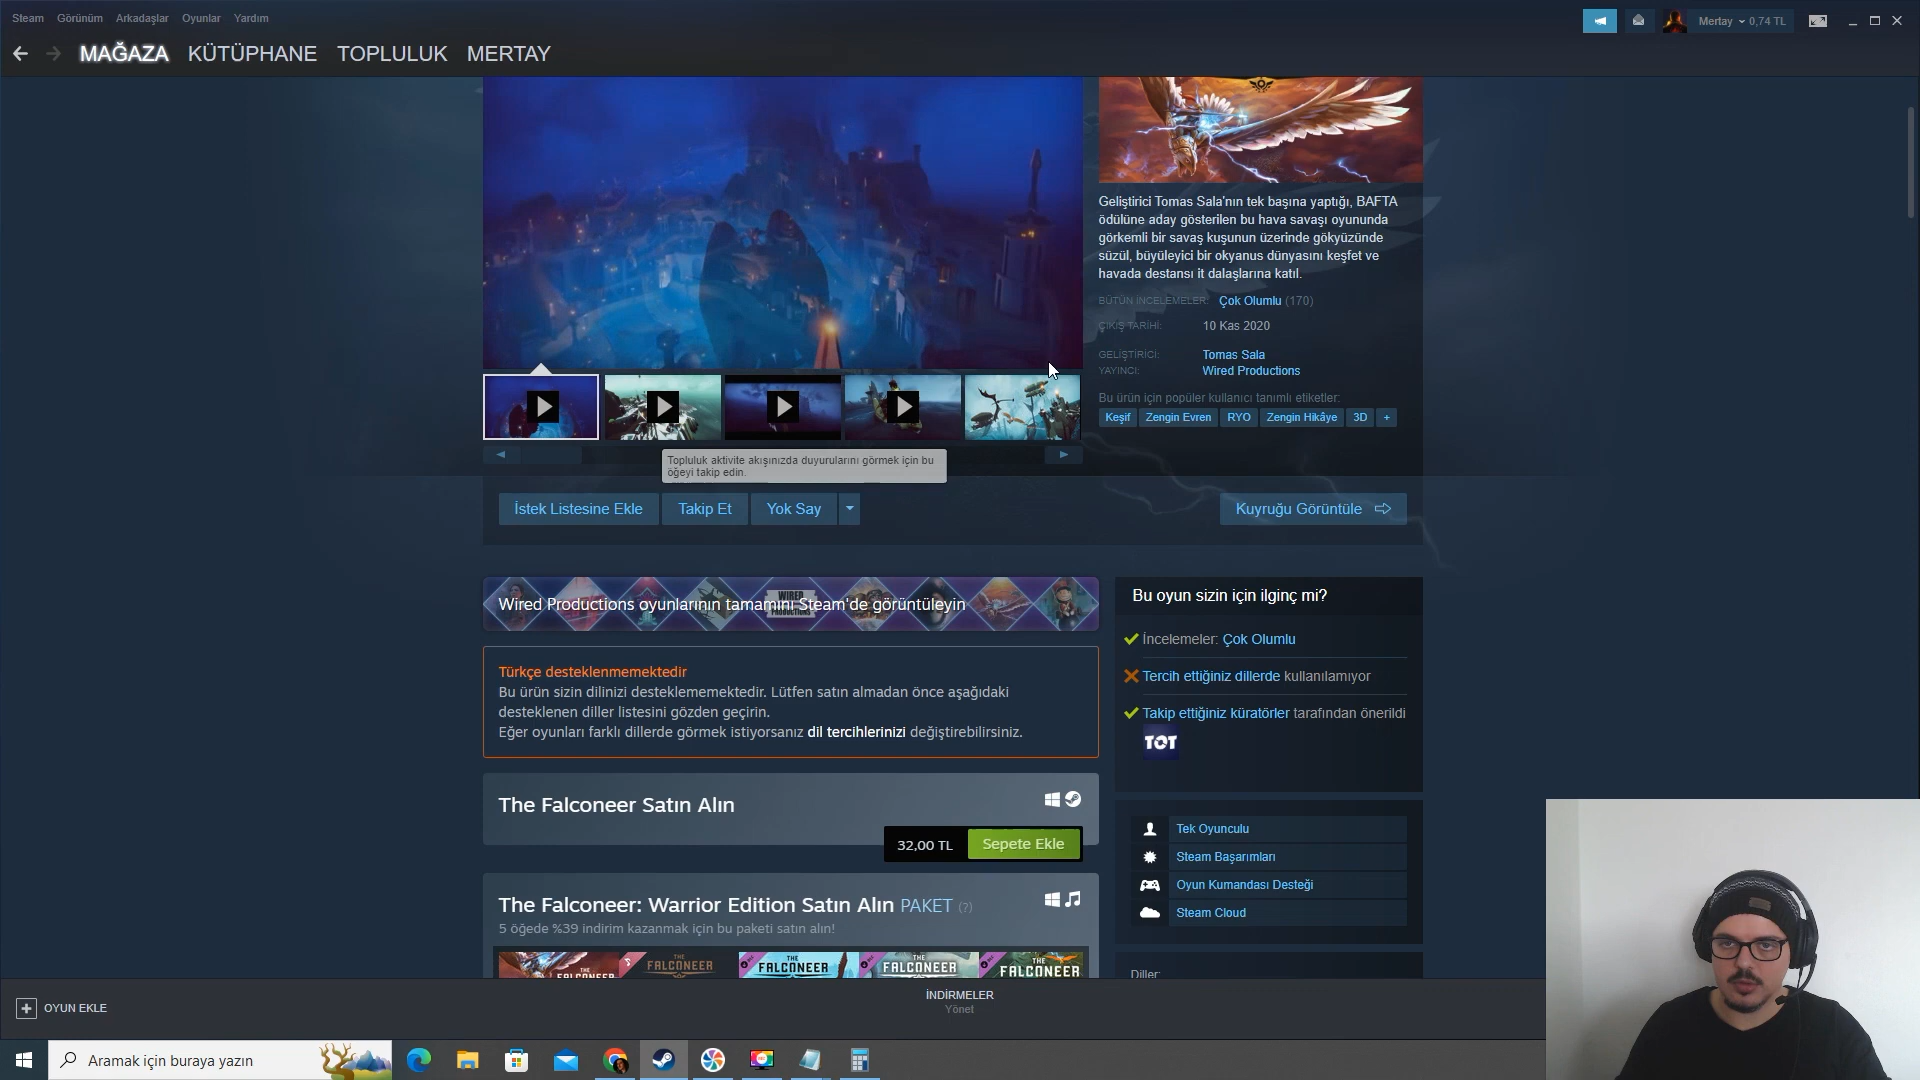 Steam Görünüm Arkadaşlar Oyunlar Yardım
Mertay 0,74 TL
MAĞAZA KÜTÜPHANE TOPLULUK MERTAY
Geliştirici Tomas Sala'nın tek başına yaptığı, BAFTA
ödülüne aday gösterilen bu hava savaşı oyununda
görkemli bir savaş kuşunun üzerinde gökyüzünde
süzül, büyüleyici bir okyanus dünyasını keşfet ve
havada destansı it dalaşlarına katıl.
BÜTÜN İNCELEMELER: Çok Olumlu (170)
ÇIKIŞ TARİHİ: 10 Kas 2020
GELİŞTİRİCİ: Tomas Sala
YAYINCI: Wired Productions
Bu ürün için popüler kullanıcı tanımlı etiketler:
Keşif Zengin Evren RYO Zengin Hikâye 3D +
Topluluk aktivite akışınızda duyurularını görmek için bu
öğeyi takip edin.
İstek Listesine Ekle Takip Et Yok Say Kuyruğu Görüntüle
WIRED
PRODUCTIONS
Wired Productions oyunlarının tamamını Steam'de görüntüleyin
Türkçe desteklenmemektedir
Bu ürün sizin dilinizi desteklememektedir. Lütfen satın almadan önce aşağıdaki
desteklenen diller listesini gözden geçirin.
Eğer oyunları farklı dillerde görmek istiyorsanız dil tercihlerinizi değiştirebilirsiniz.
The Falconeer Satın Alın
32,00 TL Sepete Ekle
The Falconeer: Warrior Edition Satın Alın PAKET (?)
5 öğede %39 indirim kazanmak için bu paketi satın alın!
THE THE THE THE THE
FALCONEER FALCONEER FALCONEER FALCONEER FALCONEER
Bu oyun sizin için ilginç mi?
İncelemeler: Çok Olumlu
Tercih ettiğiniz dillerde kullanılamıyor
Takip ettiğiniz küratörler tarafından önerildi
TOT
Tek Oyunculu
Steam Başarımları
Oyun Kumandası Desteği
Steam Cloud
Diller:
OYUN EKLE
İNDİRMELER
Yönet
Aramak için buraya yazın